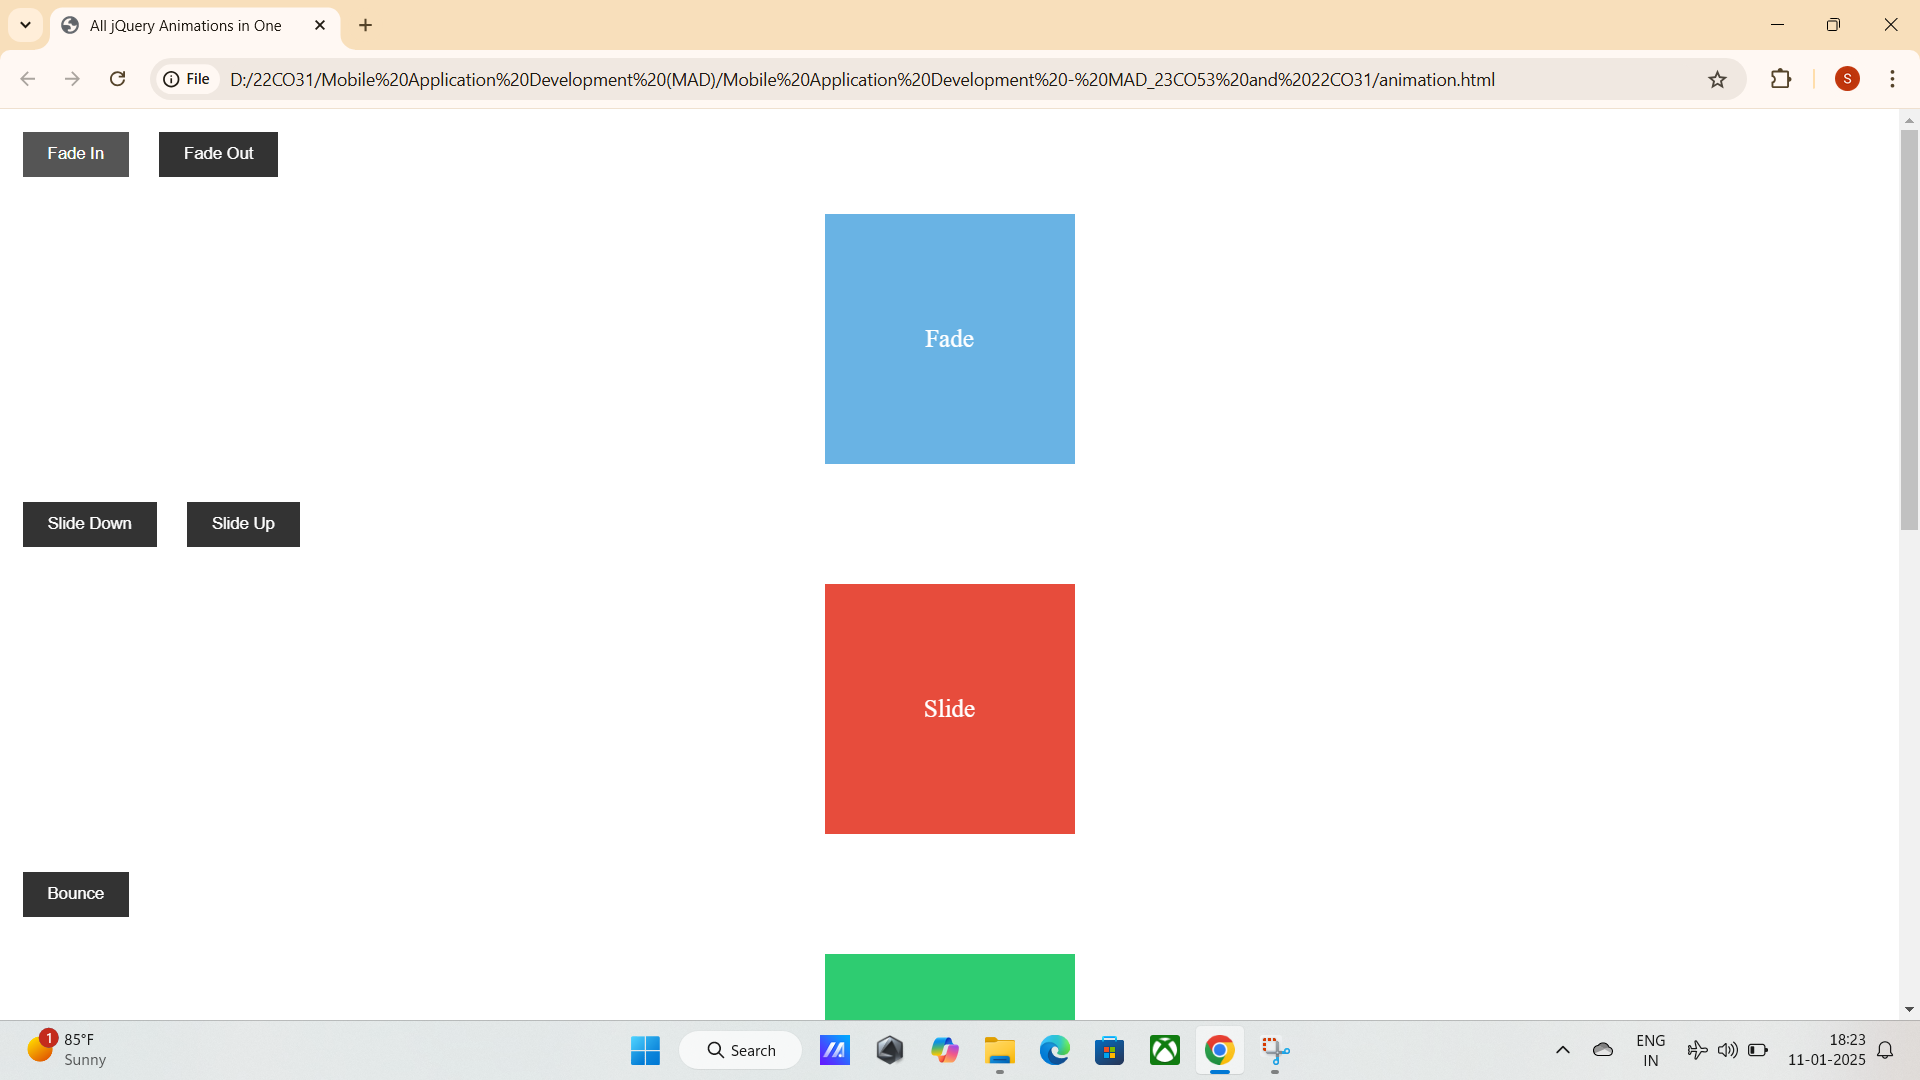 All jQuery Animations in One
File D:/22CO31/Mobile%20Application%20Development%20(MAD)/Mobile%20Application%20Development%20-%20MAD_23CO53%20and%2022CO31/animation.html
S
Fade In Fade Out
Fade
Slide Down Slide Up
Slide
Bounce
1
85°F
Sunny
Search
ENG
IN
18:23
11-01-2025